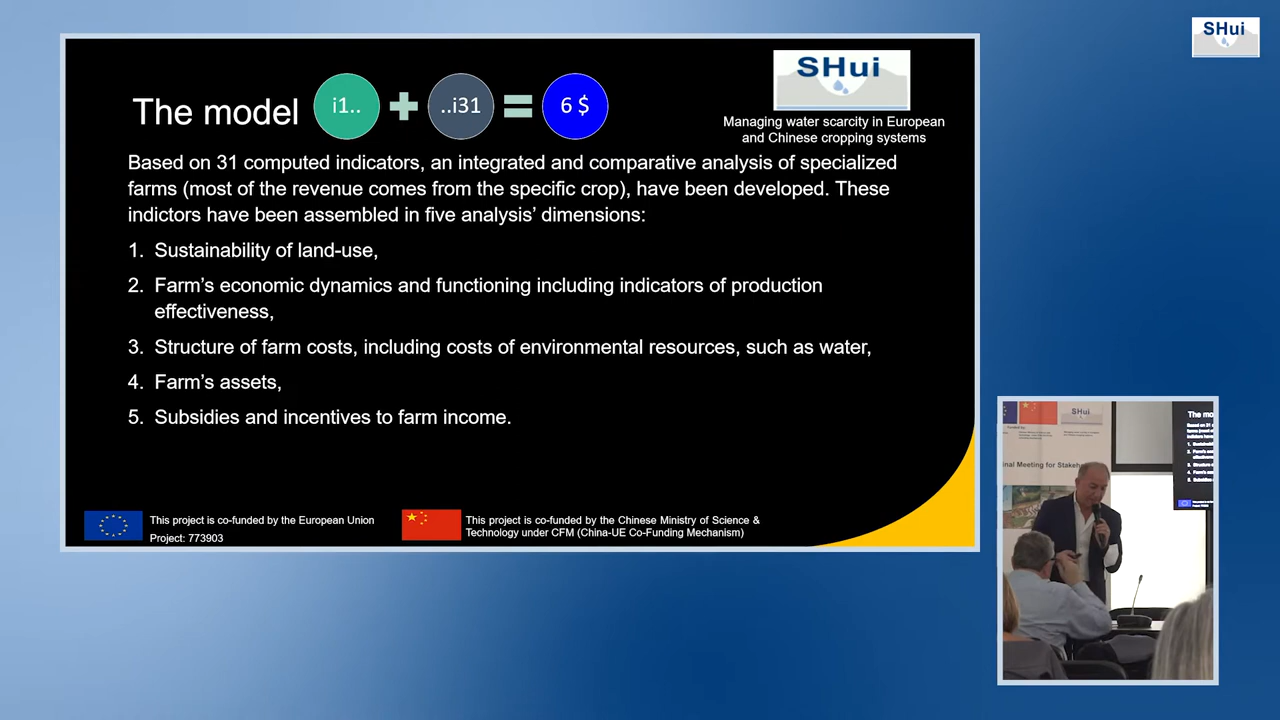 SHui
The model
i1..
..i31
6 $
SHui
Managing water scarcity in European
and Chinese cropping systems
Based on 31 computed indicators, an integrated and comparative analysis of specialized
farms (most of the revenue comes from the specific crop), have been developed. These
indictors have been assembled in five analysis’ dimensions:
1. Sustainability of land-use,
2. Farm’s economic dynamics and functioning including indicators of production
effectiveness,
3. Structure of farm costs, including costs of environmental resources, such as water,
4. Farm’s assets,
5. Subsidies and incentives to farm income.
This project is co-funded by the European Union
Project: 773903
This project is co-funded by the Chinese Ministry of Science &
Technology under CFM (China-UE Co-Funding Mechanism)
SHui
Meeting for
The mo